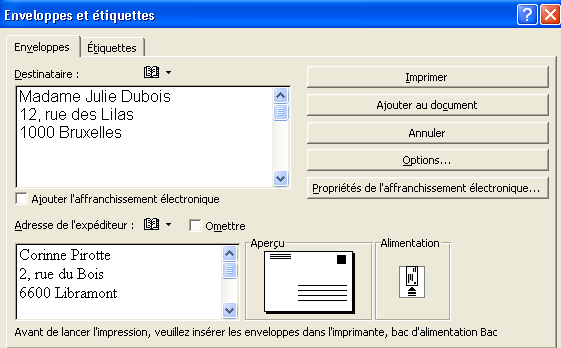 Enveloppes et étiquettes
Enveloppes
Étiquettes
Destinataire :
Madame Julie Dubois
12, rue des Lilas
1000 Bruxelles
Imprimer
Ajouter au document
Annuler
Options...
Propriétés de l'affranchissement électronique...
Ajouter l'affranchissement électronique
Adresse de l'expéditeur :
Omettre
Corinne Pirotte
2, rue du Bois
6600 Libramont
Aperçu
Alimentation
Avant de lancer l'impression, veuillez insérer les enveloppes dans l'imprimante, bac d'alimentation Bac